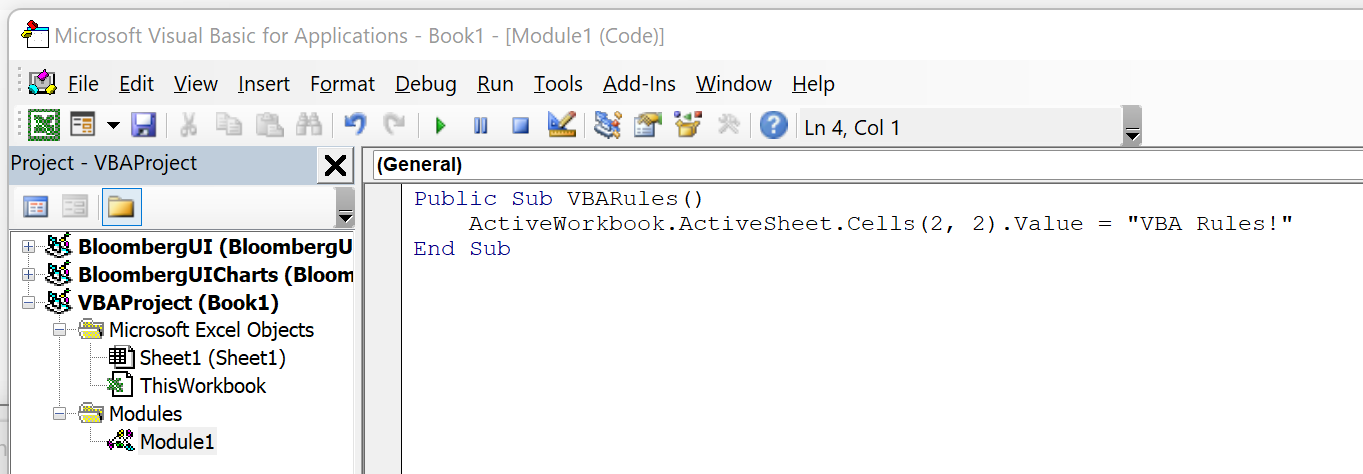 Microsoft Visual Basic for Applications - Book1 - [Module1 (Code)]
File Edit View Insert Format Debug Run Tools Add-Ins Window Help
Ln 4, Col 1
Project - VBAProject
(General)
BloombergUI (BloombergU
BloombergUICharts (Bloom
VBAProject (Book1)
Microsoft Excel Objects
Sheet1 (Sheet1)
ThisWorkbook
Modules
Module1
Public Sub VBARules()
    ActiveWorkbook.ActiveSheet.Cells(2, 2).Value = "VBA Rules!"
End Sub